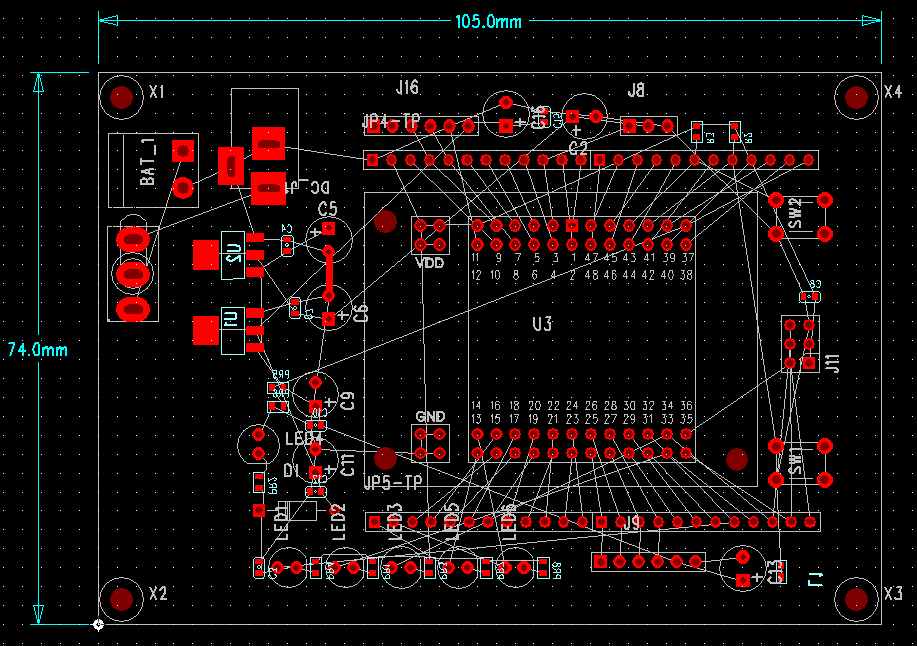 105.0mm
X1
J16
J8
X4
JP4-TP
C2
BAT_1
SW2
C5
U2
VDD
11 9 7 5 3 1 47 45 43 41 39 37
12 10 8 6 4 2 48 46 44 42 40 38
C6
U1
U3
74.0mm
J11
C9
14 16 18 20 22 24 26 28 30 32 34 36
13 15 17 19 21 23 25 27 29 31 33 35
GND
LED4
SW1
D1
C11
JP5-TP
LED1
LED2
LED3
LED5
LED6
J9
C13
L1
X2
X3